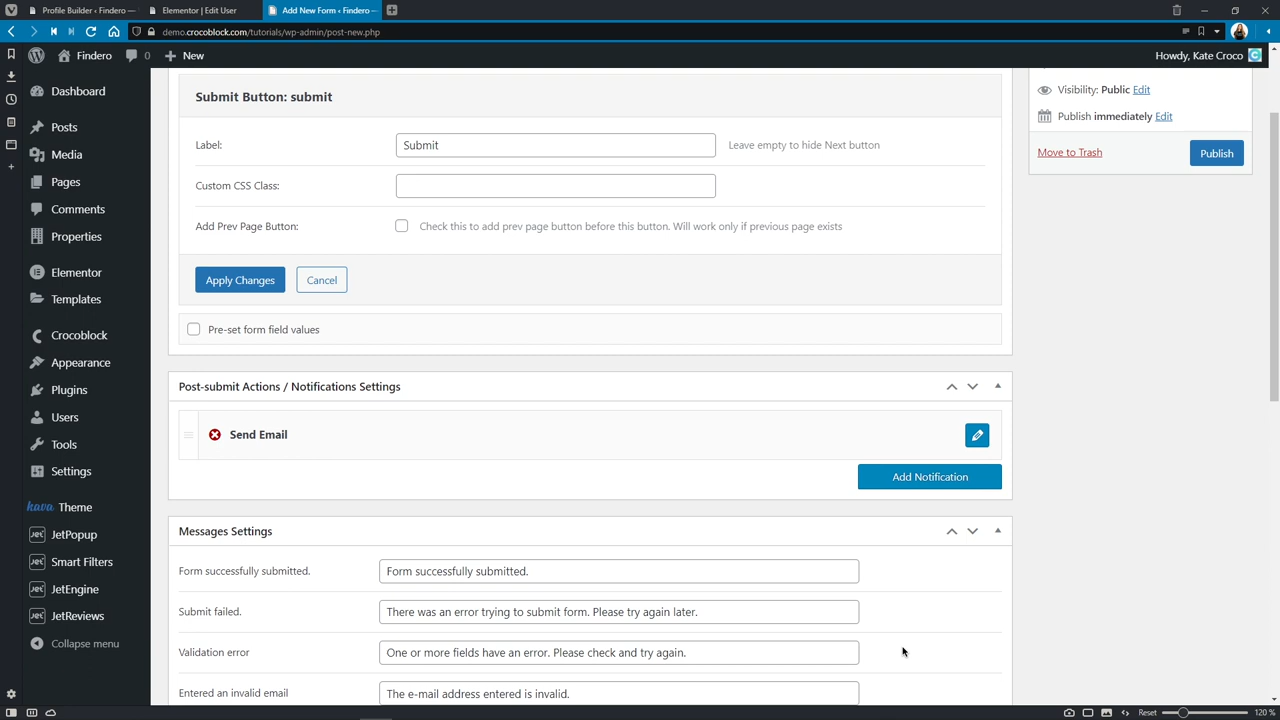 Profile Builder ‹ Findero —
Elementor | Edit User
Add New Form ‹ Findero —
demo.crocoblock.com/tutorials/wp-admin/post-new.php
Findero
0
New
Howdy, Kate Croco
Dashboard
Posts
Media
Pages
Comments
Properties
Elementor
Templates
Crocoblock
Appearance
Plugins
Users
Tools
Settings
kava Theme
JetPopup
Smart Filters
JetEngine
JetReviews
Collapse menu
Submit Button: submit
Label:
Submit
Leave empty to hide Next button
Custom CSS Class:
Add Prev Page Button:
Check this to add prev page button before this button. Will work only if previous page exists
Apply Changes
Cancel
Pre-set form field values
Post-submit Actions / Notifications Settings
Send Email
Add Notification
Messages Settings
Form successfully submitted.
Form successfully submitted.
Submit failed.
There was an error trying to submit form. Please try again later.
Validation error
One or more fields have an error. Please check and try again.
Entered an invalid email
The e-mail address entered is invalid.
Visibility: Public Edit
Publish immediately Edit
Move to Trash
Publish
Reset
120 %